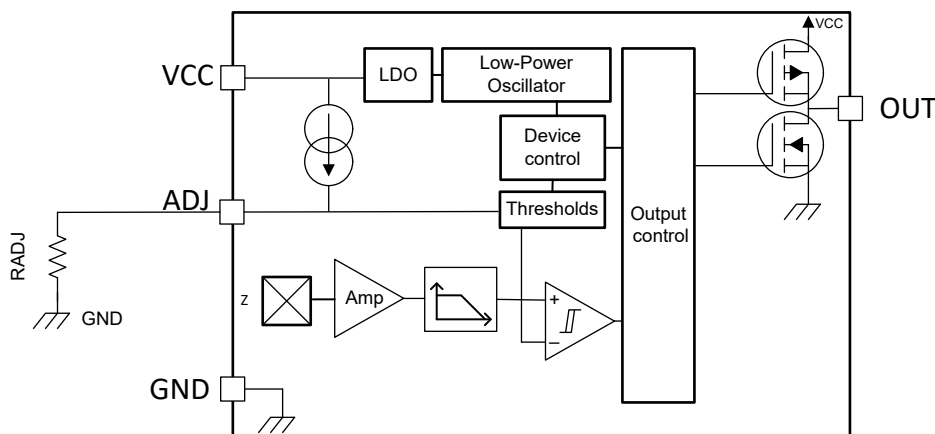 VCC
LDO
Low-Power
Oscillator
VCC
OUT
Device
control
ADJ
Thresholds
Output
control
RADJ
GND
Z
Amp
+
−
GND